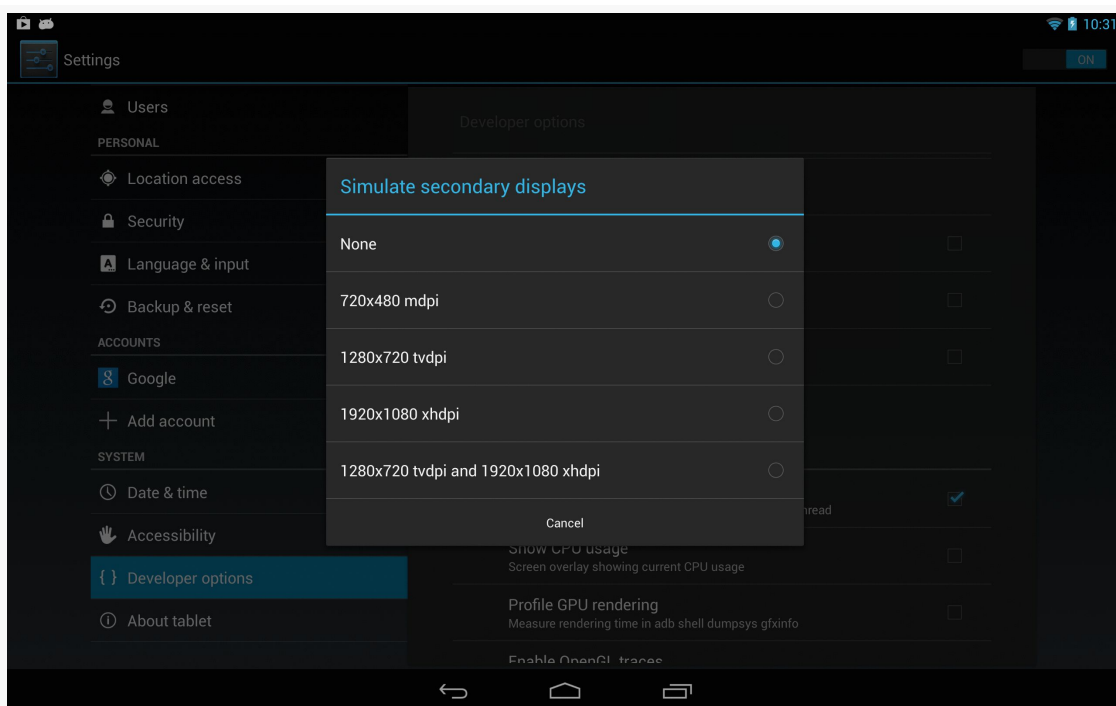 10:31
Settings
ON
Users
PERSONAL
Location access
Security
Language & input
Backup & reset
ACCOUNTS
Google
Add account
SYSTEM
Date & time
Accessibility
{ } Developer options
About tablet
Developer options
Simulate secondary displays
None
720x480 mdpi
1280x720 tvdpi
1920x1080 xhdpi
1280x720 tvdpi and 1920x1080 xhdpi
Cancel
Show CPU usage
Screen overlay showing current CPU usage
Profile GPU rendering
Measure rendering time in adb shell dumpsys gfxinfo
Enable OpenGL traces